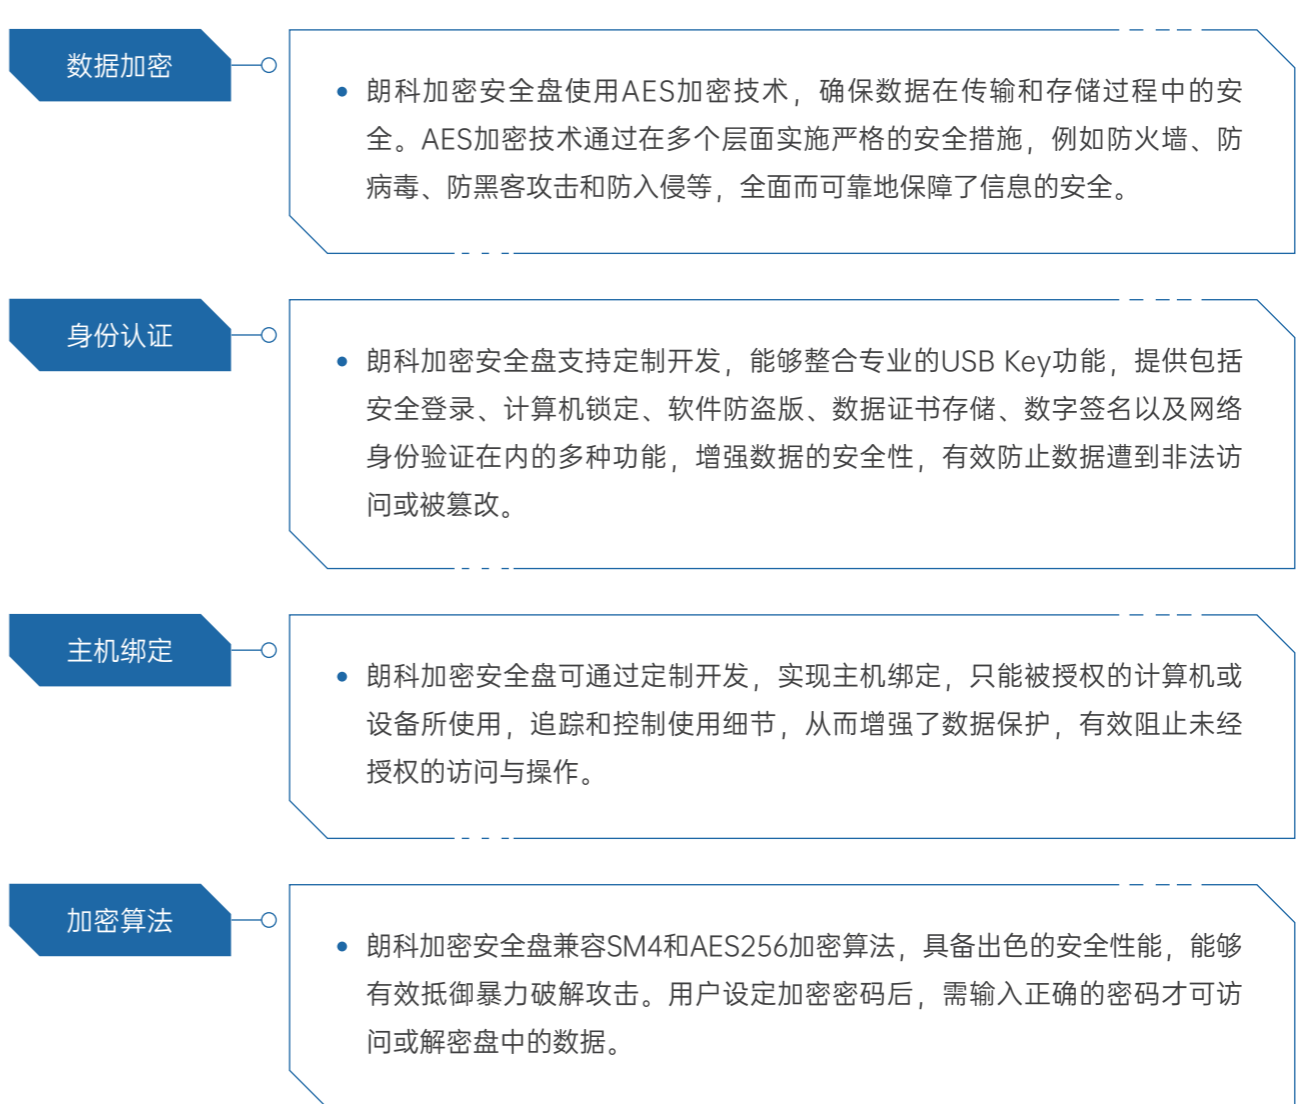 数据加密
• 朗科加密安全盘使用AES加密技术，确保数据在传输和存储过程中的安
全。AES加密技术通过在多个层面实施严格的安全措施，例如防火墙、防
病毒、防黑客攻击和防入侵等，全面而可靠地保障了信息的安全。
身份认证
• 朗科加密安全盘支持定制开发，能够整合专业的USB Key功能，提供包括
安全登录、计算机锁定、软件防盗版、数据证书存储、数字签名以及网络
身份验证在内的多种功能，增强数据的安全性，有效防止数据遭到非法访
问或被篡改。
主机绑定
• 朗科加密安全盘可通过定制开发，实现主机绑定，只能被授权的计算机或
设备所使用，追踪和控制使用细节，从而增强了数据保护，有效阻止未经
授权的访问与操作。
加密算法
• 朗科加密安全盘兼容SM4和AES256加密算法，具备出色的安全性能，能够
有效抵御暴力破解攻击。用户设定加密密码后，需输入正确的密码才可访
问或解密盘中的数据。